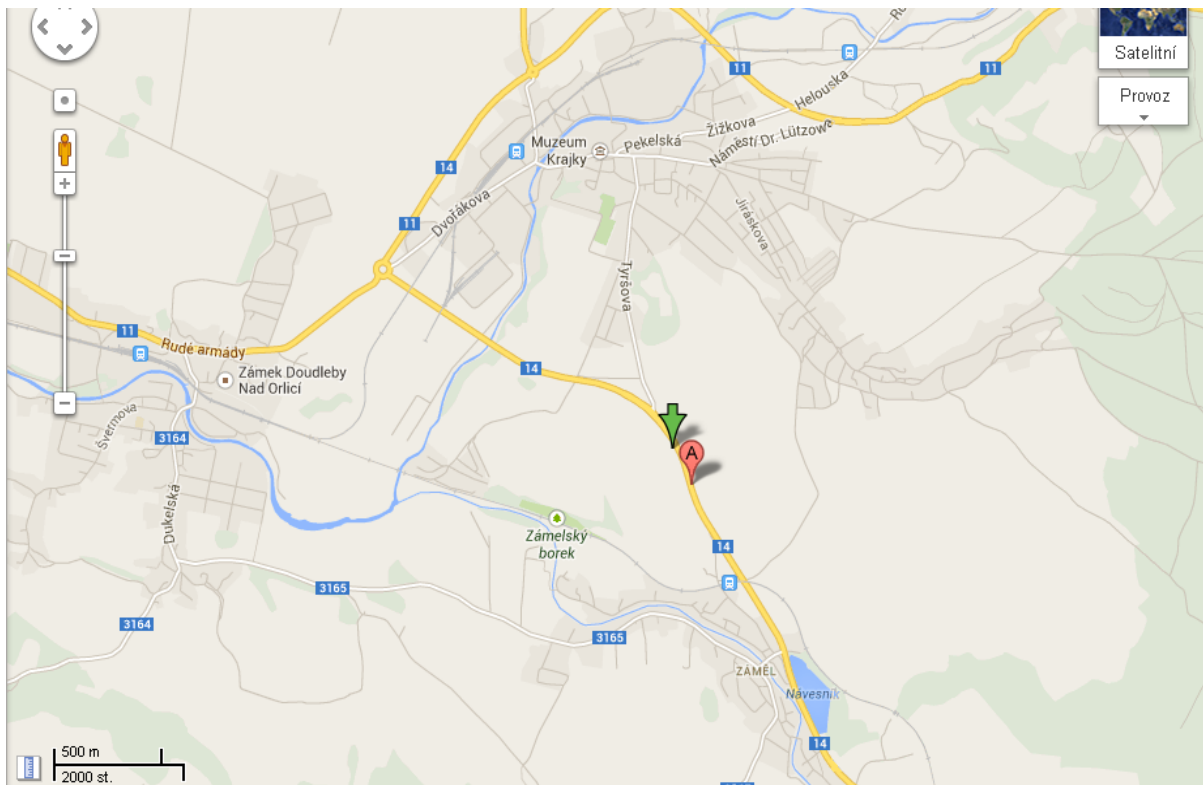 Satelitní
Provoz
11
11
Helouska
Žižkova
Pekelská
Náměstí Dr. Lützowe
Muzeum
Krajky
14
Dvořákova
Jiráskova
11
Tyršova
11
Rudé armády
14
Zámek Doudleby
Nad Orlicí
Švermova
3164
A
Dukelská
Zámelský
borek
14
3165
3164
3165
ZÁMĚL
Návesník
14
500 m
2000 st.